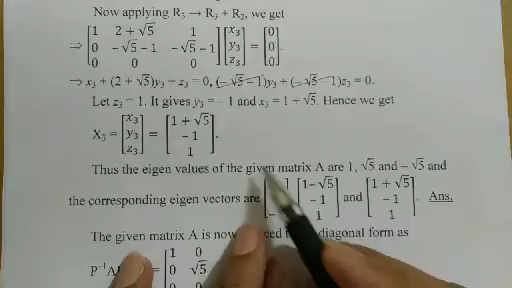 Now applying R₃ → R₃ + R₂, we get
⇒ [1 2 + √5 1] [x₃] = [0]
[0 − √5 − 1 − √5 − 1] [y₃] [0]
[0 0 0] [z₃] [0].
⇒ x₃ + (2 + √5)y₃ + z₃ = 0, (− √5 − 1)y₃ + (− √5 − 1)z₃ = 0.
Let z₃ = 1. It gives y₃ = − 1 and x₃ = 1 + √5. Hence we get
X₃ = [x₃] = [1 + √5]
[y₃] [−1]
[z₃] [1].
Thus the eigen values of the given matrix A are 1, √5 and − √5 and
the corresponding eigen vectors are [1 − √5] and [1 + √5]. Ans.
[−1] [−1]
[1] [1]
The given matrix A is now to diagonal form as
P⁻¹A = [1 0
0 √5
0 0